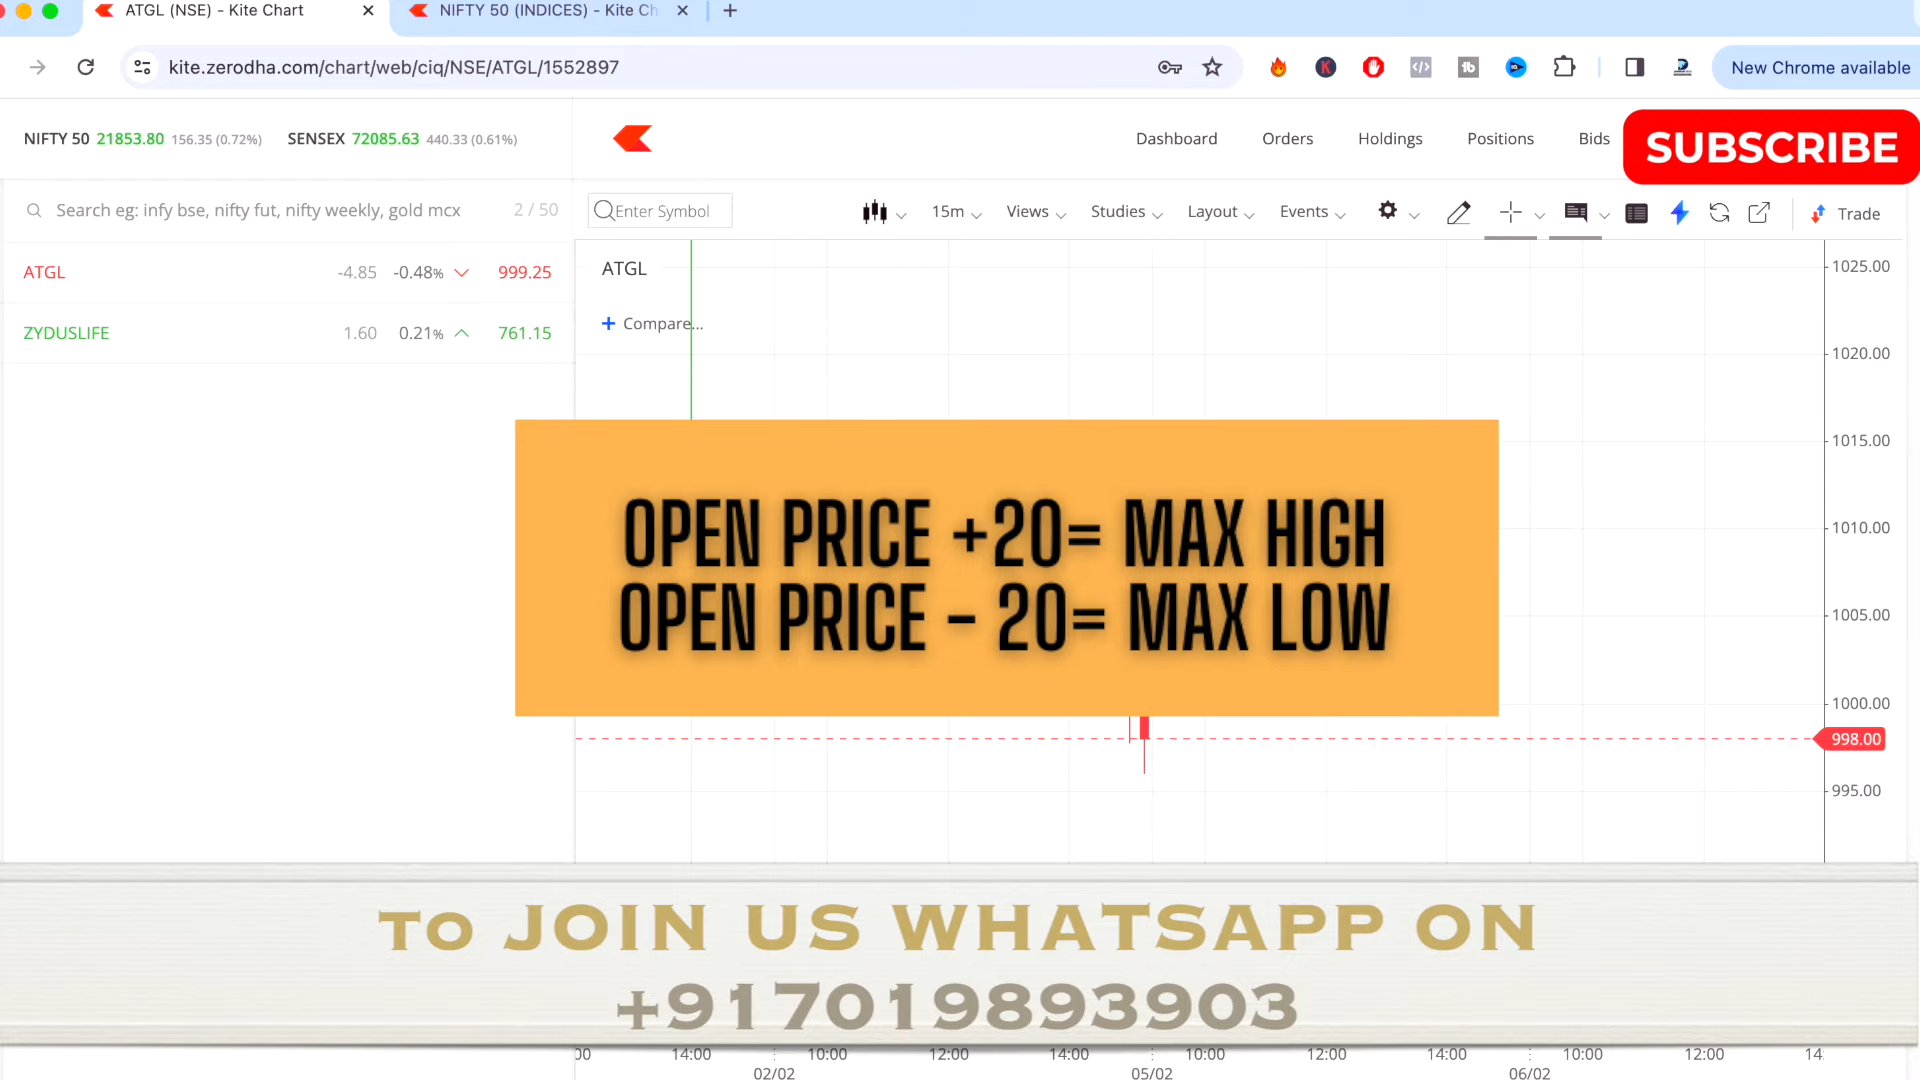 ATGL (NSE) - Kite Chart
NIFTY 50 (INDICES) - Kite Ch
kite.zerodha.com/chart/web/ciq/NSE/ATGL/1552897
New Chrome available
NIFTY 50 21853.80 156.35 (0.72%) SENSEX 72085.63 440.33 (0.61%)
Dashboard Orders Holdings Positions Bids
SUBSCRIBE
Search eg: infy bse, nifty fut, nifty weekly, gold mcx 2 / 50
Enter Symbol 15m Views Studies Layout Events Trade
ATGL -4.85 -0.48% 999.25
ZYDUSLIFE 1.60 0.21% 761.15
ATGL
+ Compare...
1025.00
1020.00
1015.00
1010.00
1005.00
1000.00
998.00
995.00
OPEN PRICE +20= MAX HIGH
OPEN PRICE - 20= MAX LOW
To JOIN US WHATSAPP ON
+917019893903
:00 14:00 10:00 12:00 14:00 10:00 12:00 14:00 10:00 12:00 14:
02/02 05/02 06/02